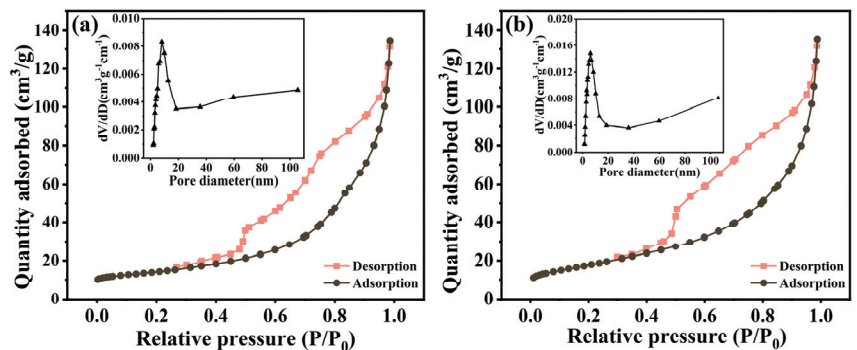 (a)
Quantity adsorbed (cm³/g)
140
120
100
80
60
40
20
0
0.0 0.2 0.4 0.6 0.8 1.0
Relative pressure (P/P₀)
Desorption
Adsorption
dV/dD(cm³g⁻¹cm⁻¹)
0.010
0.008
0.006
0.004
0.002
0.000
0 20 40 60 80 100
Pore diameter(nm)
(b)
Quantity adsorbed (cm³/g)
140
120
100
80
60
40
20
0
0.0 0.2 0.4 0.6 0.8 1.0
Relative pressure (P/P₀)
Desorption
Adsorption
dV/dD(cm³g⁻¹cm⁻¹)
0.020
0.016
0.012
0.008
0.004
0.000
0 20 40 60 80 100
Pore diameter(nm)